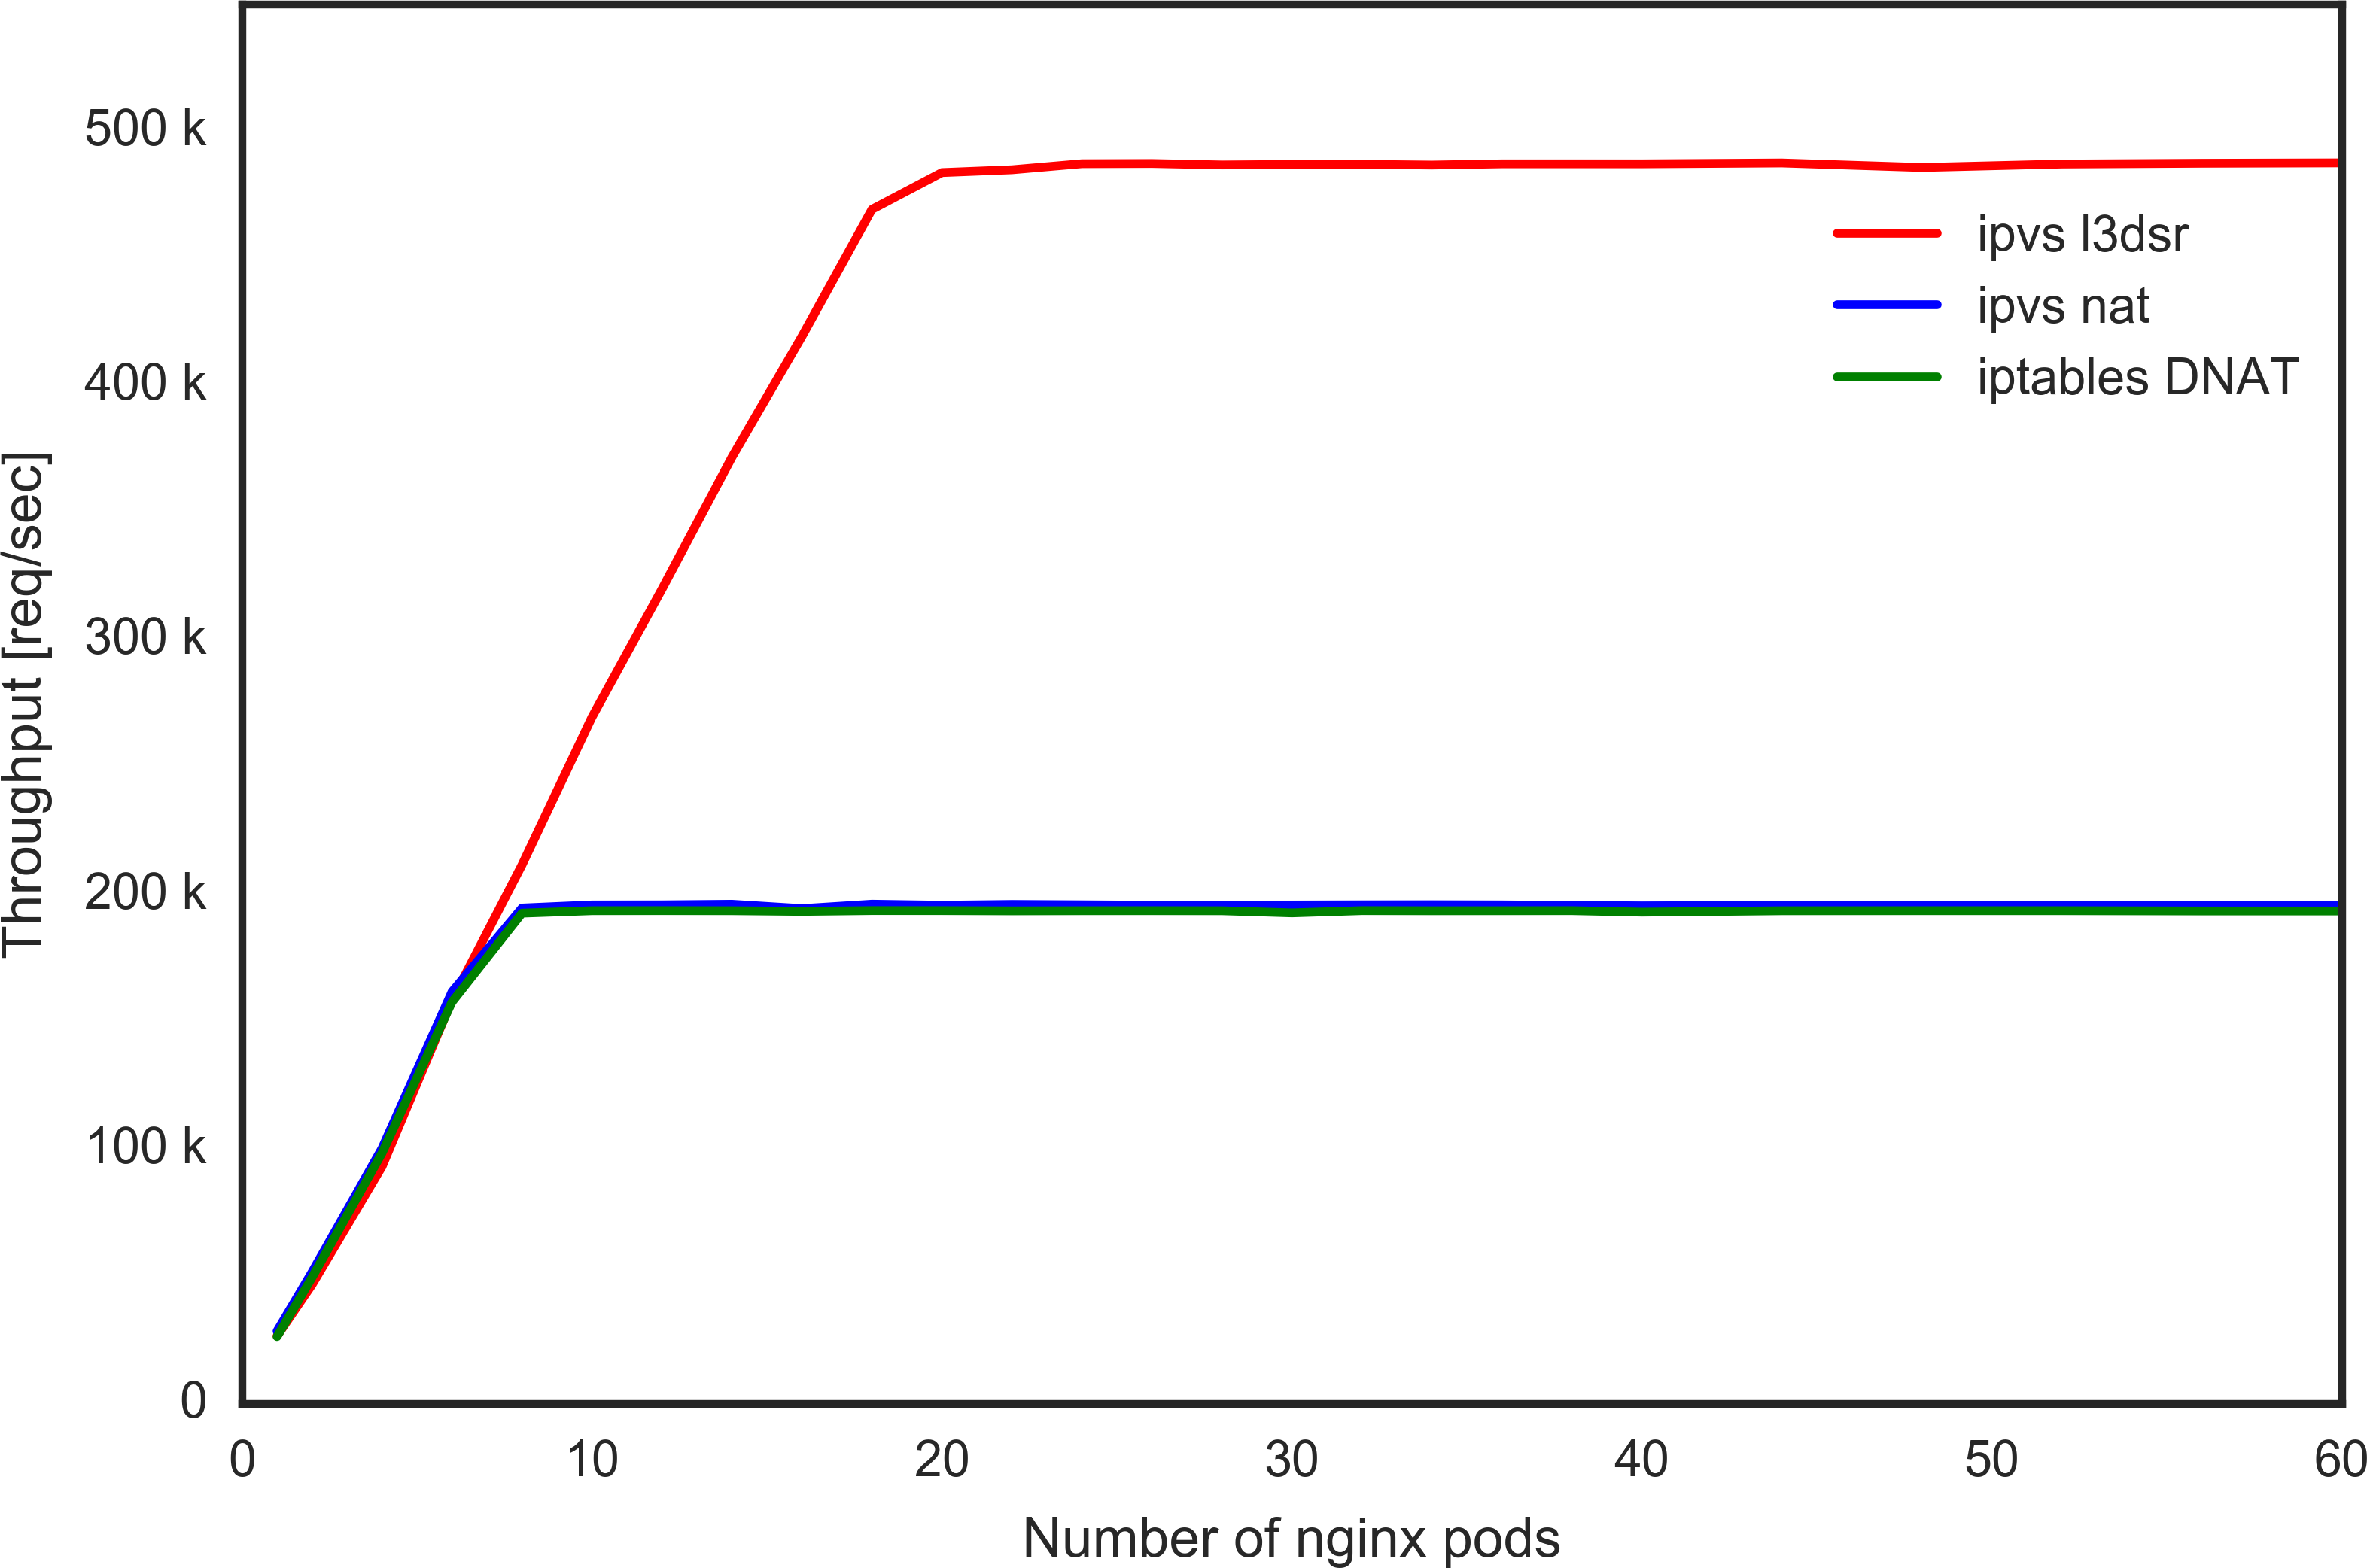 500 k
400 k
300 k
200 k
100 k
0
Throughput [req/sec]
ipvs l3dsr
ipvs nat
iptables DNAT
0 10 20 30 40 50 60
Number of nginx pods